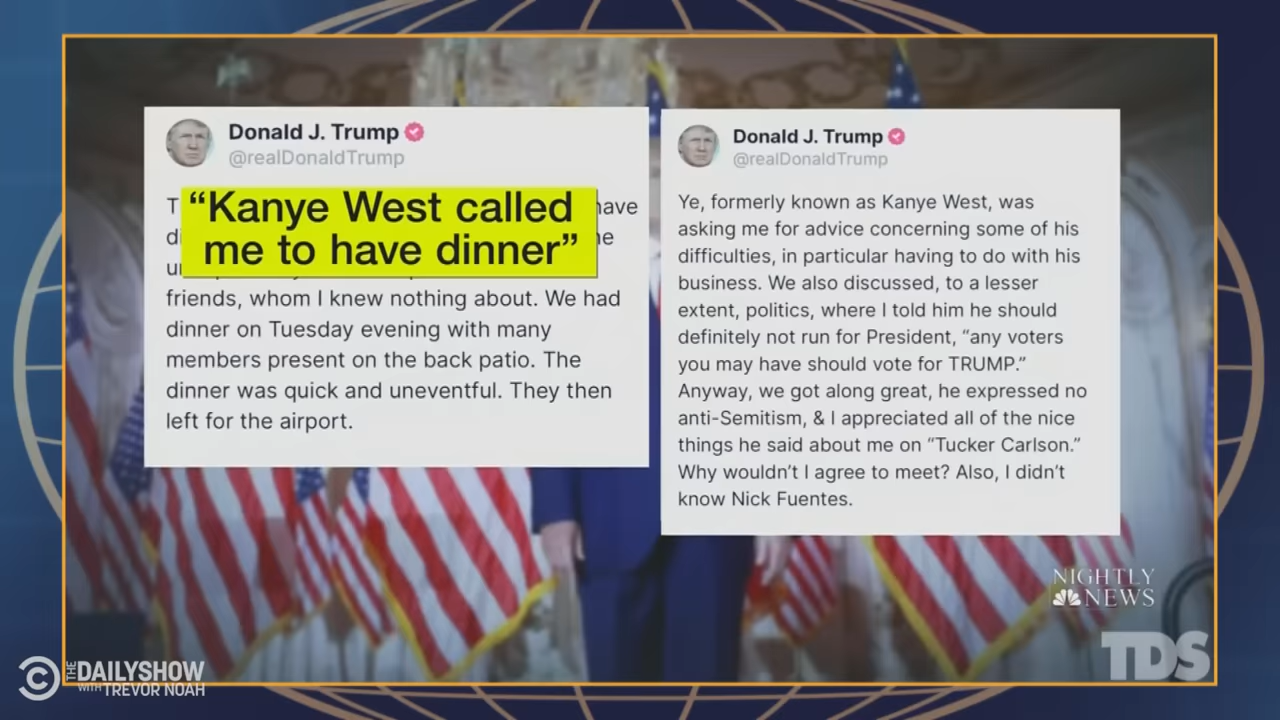 Donald J. Trump
@realDonaldTrump
T
have
“Kanye West called
me to have dinner”
friends, whom I knew nothing about. We had
dinner on Tuesday evening with many
members present on the back patio. The
dinner was quick and uneventful. They then
left for the airport.
Donald J. Trump
@realDonaldTrump
Ye, formerly known as Kanye West, was
asking me for advice concerning some of his
difficulties, in particular having to do with his
business. We also discussed, to a lesser
extent, politics, where I told him he should
definitely not run for President, “any voters
you may have should vote for TRUMP.”
Anyway, we got along great, he expressed no
anti-Semitism, & I appreciated all of the nice
things he said about me on “Tucker Carlson.”
Why wouldn’t I agree to meet? Also, I didn’t
know Nick Fuentes.
NIGHTLY
NEWS
TDS
THE DAILYSHOW
WITH TREVOR NOAH